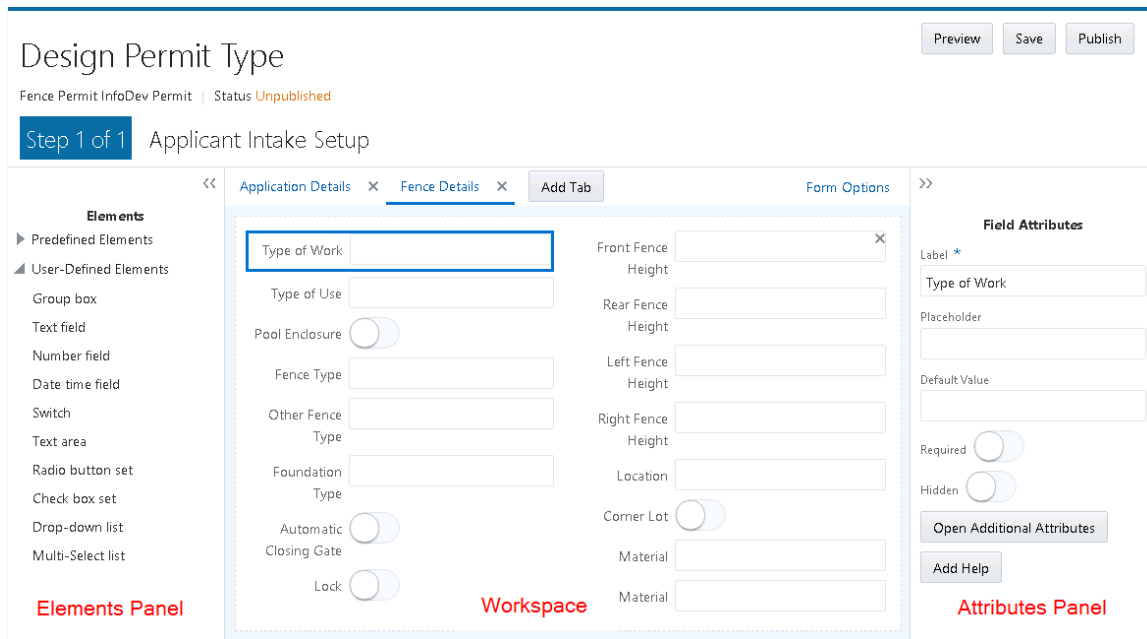 Design Permit Type
Preview
Save
Publish
Fence Permit InfoDev Permit | Status Unpublished
Step 1 of 1 Applicant Intake Setup
Elements
Predefined Elements
User-Defined Elements
Group box
Text field
Number field
Date time field
Switch
Text area
Radio button set
Check box set
Drop-down list
Multi-Select list
Elements Panel
Application Details
Fence Details
Add Tab
Form Options
Type of Work
Type of Use
Pool Enclosure
Fence Type
Other Fence
Type
Foundation
Type
Automatic
Closing Gate
Lock
Front Fence
Height
Rear Fence
Height
Left Fence
Height
Right Fence
Height
Location
Corner Lot
Material
Material
Workspace
Field Attributes
Label *
Type of Work
Placeholder
Default Value
Required
Hidden
Open Additional Attributes
Add Help
Attributes Panel